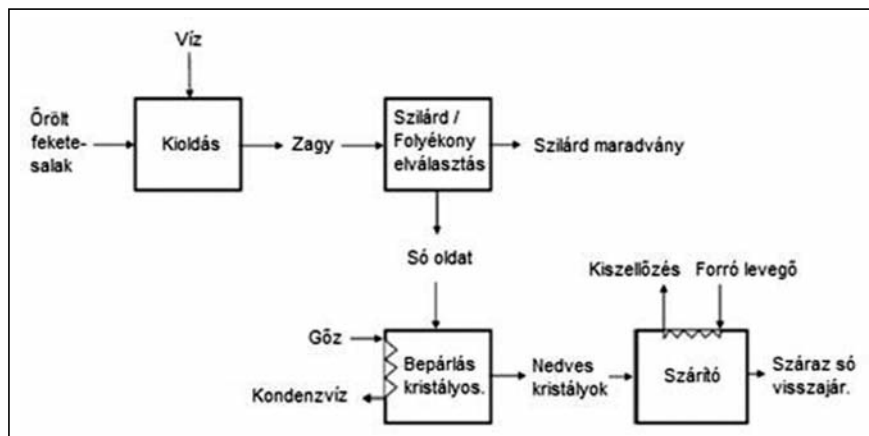 Víz
Őrölt
fekete-
salak
Kioldás
Zagy
Szilárd /
Folyékony
elválasztás
Szilárd maradvány
Só oldat
Kiszellőzés
Forró levegő
Gőz
Bepárlás
kristályos.
Kondenzvíz
Nedves
kristályok
Szárító
Száraz só
visszajár.